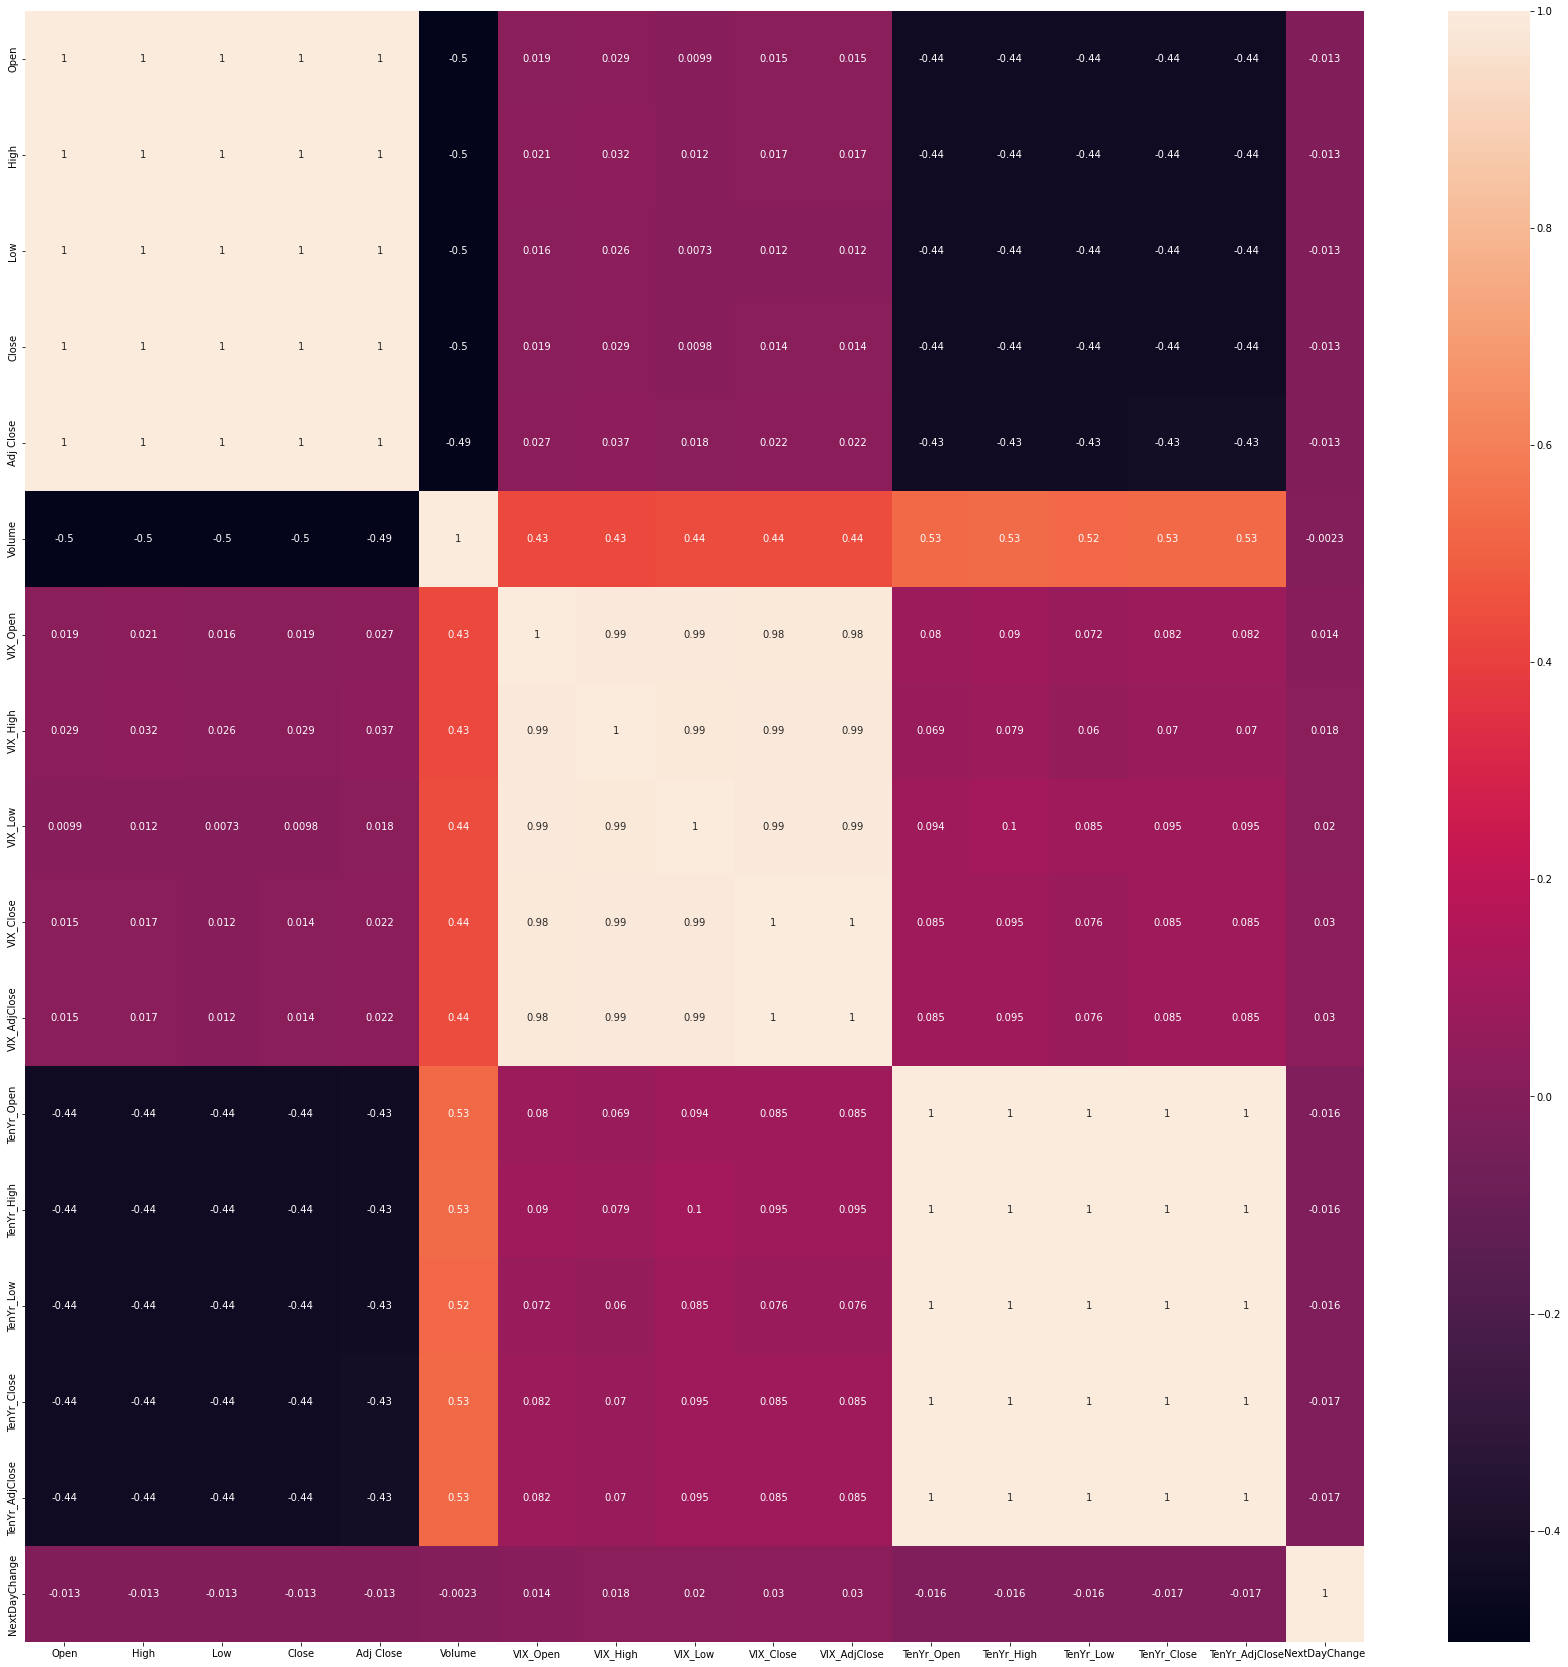 Open 1 1 1 1 1 -0.5 0.019 0.029 0.0099 0.015 0.015 -0.44 -0.44 -0.44 -0.44 -0.44 -0.013
High 1 1 1 1 1 -0.5 0.021 0.032 0.012 0.017 0.017 -0.44 -0.44 -0.44 -0.44 -0.44 -0.013
Low 1 1 1 1 1 -0.5 0.016 0.026 0.0073 0.012 0.012 -0.44 -0.44 -0.44 -0.44 -0.44 -0.013
Close 1 1 1 1 1 -0.5 0.019 0.029 0.0098 0.014 0.014 -0.44 -0.44 -0.44 -0.44 -0.44 -0.013
Adj Close 1 1 1 1 1 -0.49 0.027 0.037 0.018 0.022 0.022 -0.43 -0.43 -0.43 -0.43 -0.43 -0.013
Volume -0.5 -0.5 -0.5 -0.5 -0.49 1 0.43 0.43 0.44 0.44 0.44 0.53 0.53 0.52 0.53 0.53 -0.0023
VIX_Open 0.019 0.021 0.016 0.019 0.027 0.43 1 0.99 0.99 0.98 0.98 0.08 0.09 0.072 0.082 0.082 0.014
VIX_High 0.029 0.032 0.026 0.029 0.037 0.43 0.99 1 0.99 0.99 0.99 0.069 0.079 0.06 0.07 0.07 0.018
VIX_Low 0.0099 0.012 0.0073 0.0098 0.018 0.44 0.99 0.99 1 0.99 0.99 0.094 0.1 0.085 0.095 0.095 0.02
VIX_Close 0.015 0.017 0.012 0.014 0.022 0.44 0.98 0.99 0.99 1 1 0.085 0.095 0.076 0.085 0.085 0.03
VIX_AdjClose 0.015 0.017 0.012 0.014 0.022 0.44 0.98 0.99 0.99 1 1 0.085 0.095 0.076 0.085 0.085 0.03
TenYr_Open -0.44 -0.44 -0.44 -0.44 -0.43 0.53 0.08 0.069 0.094 0.085 0.085 1 1 1 1 1 -0.016
TenYr_High -0.44 -0.44 -0.44 -0.44 -0.43 0.53 0.09 0.079 0.1 0.095 0.095 1 1 1 1 1 -0.016
TenYr_Low -0.44 -0.44 -0.44 -0.44 -0.43 0.52 0.072 0.06 0.085 0.076 0.076 1 1 1 1 1 -0.016
TenYr_Close -0.44 -0.44 -0.44 -0.44 -0.43 0.53 0.082 0.07 0.095 0.085 0.085 1 1 1 1 1 -0.017
TenYr_AdjClose -0.44 -0.44 -0.44 -0.44 -0.43 0.53 0.082 0.07 0.095 0.085 0.085 1 1 1 1 1 -0.017
NextDayChange -0.013 -0.013 -0.013 -0.013 -0.013 -0.0023 0.014 0.018 0.02 0.03 0.03 -0.016 -0.016 -0.016 -0.017 -0.017 1
Open High Low Close Adj Close Volume VIX_Open VIX_High VIX_Low VIX_Close VIX_AdjClose TenYr_Open TenYr_High TenYr_Low TenYr_Close TenYr_AdjClose NextDayChange
1.0
0.8
0.6
0.4
0.2
0.0
−0.2
−0.4